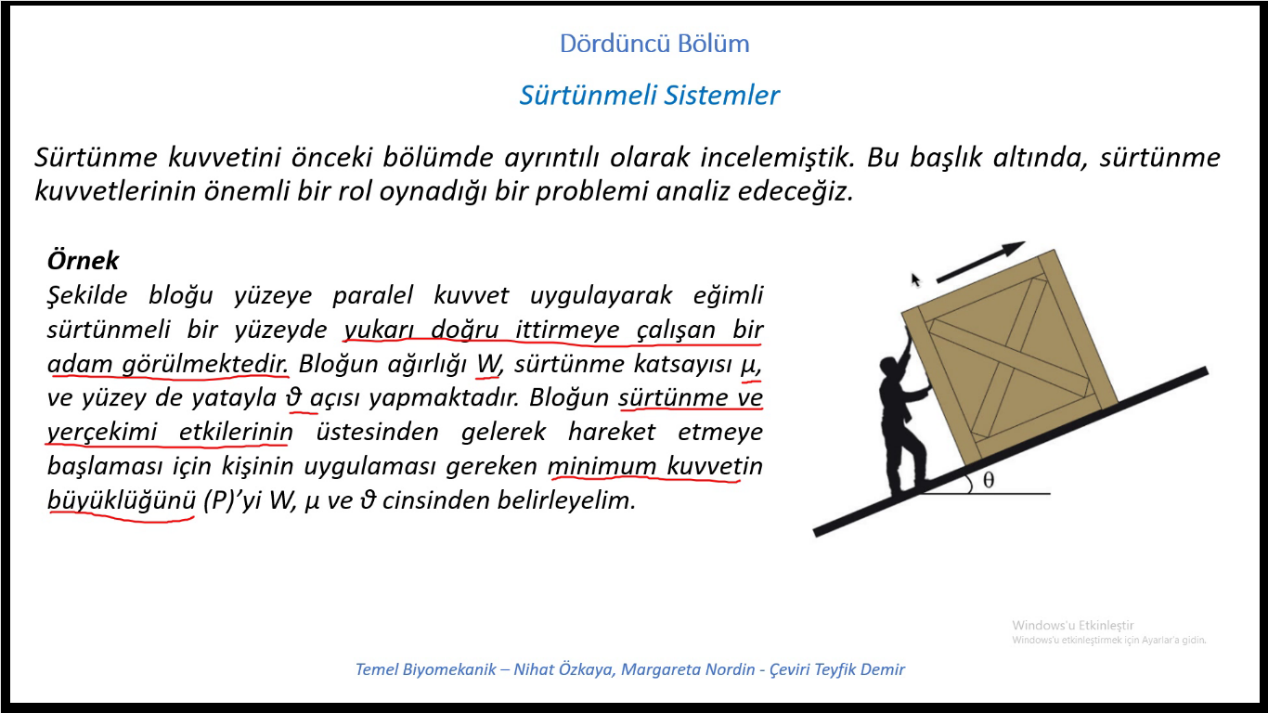 Dördüncü Bölüm
Sürtünmeli Sistemler
Sürtünme kuvvetini önceki bölümde ayrıntılı olarak incelemiştik. Bu başlık altında, sürtünme
kuvvetlerinin önemli bir rol oynadığı bir problemi analiz edeceğiz.
Örnek
Şekilde bloğu yüzeye paralel kuvvet uygulayarak eğimli
sürtünmeli bir yüzeyde yukarı doğru ittirmeye çalışan bir
adam görülmektedir. Bloğun ağırlığı W, sürtünme katsayısı μ,
ve yüzey de yatayla ϑ açısı yapmaktadır. Bloğun sürtünme ve
yerçekimi etkilerinin üstesinden gelerek hareket etmeye
başlaması için kişinin uygulaması gereken minimum kuvvetin
büyüklüğünü (P)'yi W, μ ve ϑ cinsinden belirleyelim.
θ
Windows'u Etkinleştir
Windows'u etkinleştirmek için Ayarlar'a gidin.
Temel Biyomekanik – Nihat Özkaya, Margareta Nordin - Çeviri Teyfik Demir